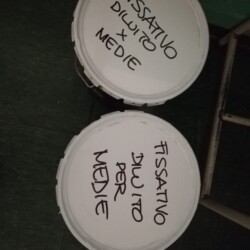 FISSATIVO
DILUITO
X
MEDIE
FISSATIVO
DILUITO
PER
MEDIE